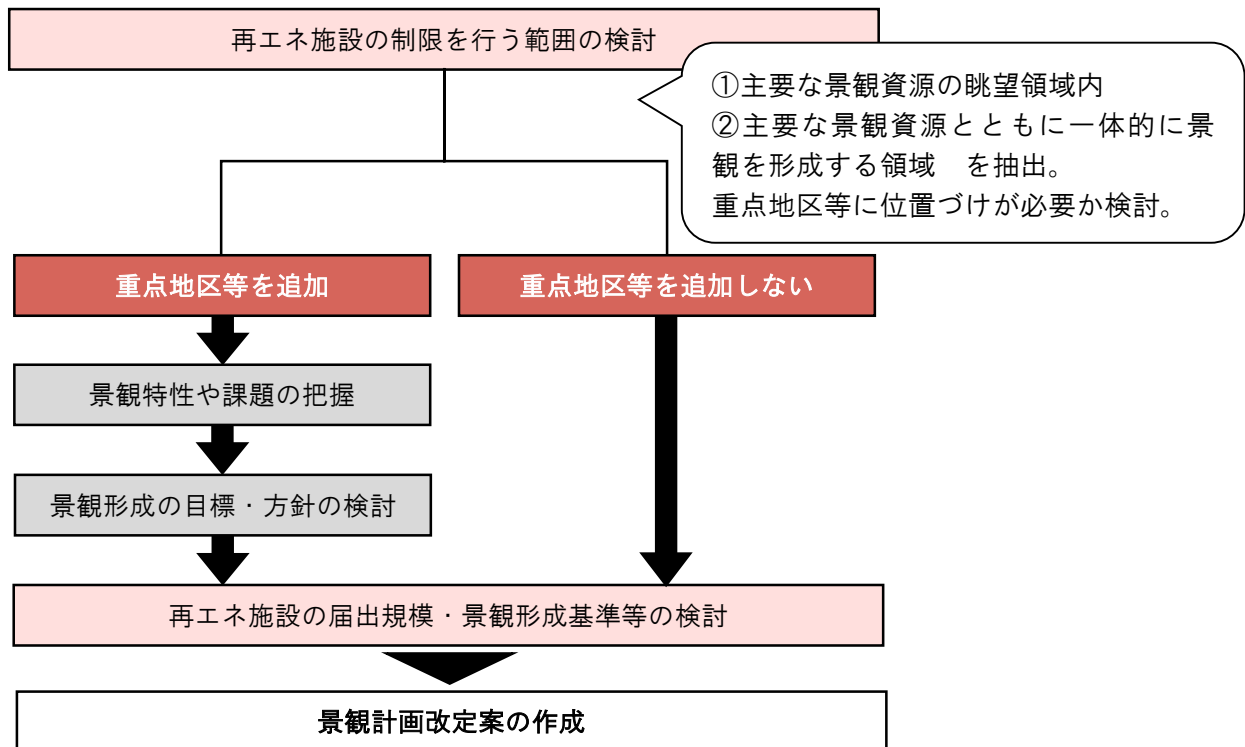 再エネ施設の制限を行う範囲の検討
①主要な景観資源の眺望領域内
②主要な景観資源とともに一体的に景
観を形成する領域　を抽出。
重点地区等に位置づけが必要か検討。
重点地区等を追加
重点地区等を追加しない
景観特性や課題の把握
景観形成の目標・方針の検討
再エネ施設の届出規模・景観形成基準等の検討
景観計画改定案の作成